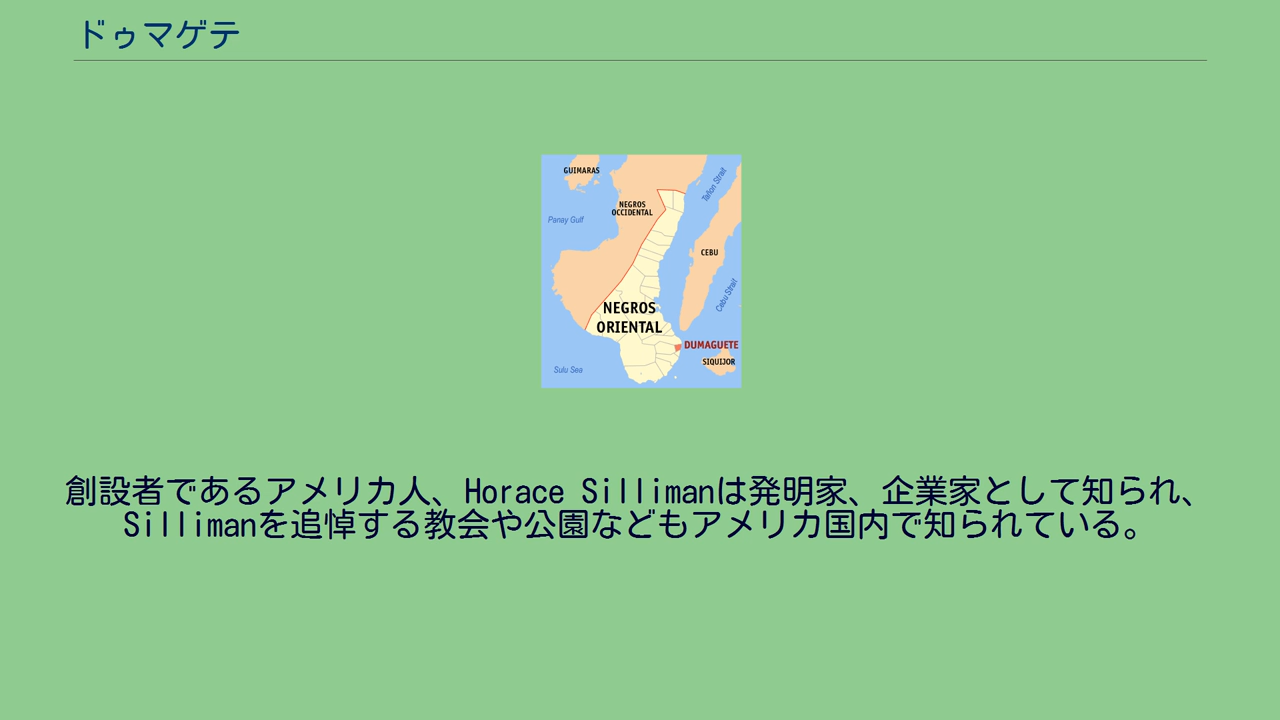 ドゥマゲテ
GUIMARAS
Tañon Strait
NEGROS
OCCIDENTAL
Panay Gulf
CEBU
Cebu Strait
NEGROS
ORIENTAL
DUMAGUETE
SIQUIJOR
Sulu Sea
創設者であるアメリカ人、Horace Sillimanは発明家、企業家として知られ、
Sillimanを追悼する教会や公園などもアメリカ国内で知られている。